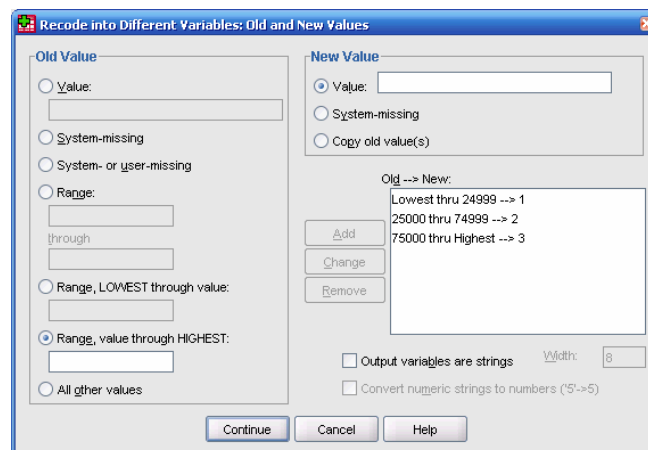 Recode into Different Variables: Old and New Values
Old Value
Value:
System-missing
System- or user-missing
Range:
through
Range, LOWEST through value:
Range, value through HIGHEST:
All other values
New Value
Value:
System-missing
Copy old value(s)
Old --> New:
Lowest thru 24999 --> 1
25000 thru 74999 --> 2
75000 thru Highest --> 3
Add
Change
Remove
Output variables are strings
Width:
8
Convert numeric strings to numbers ('5'->5)
Continue
Cancel
Help